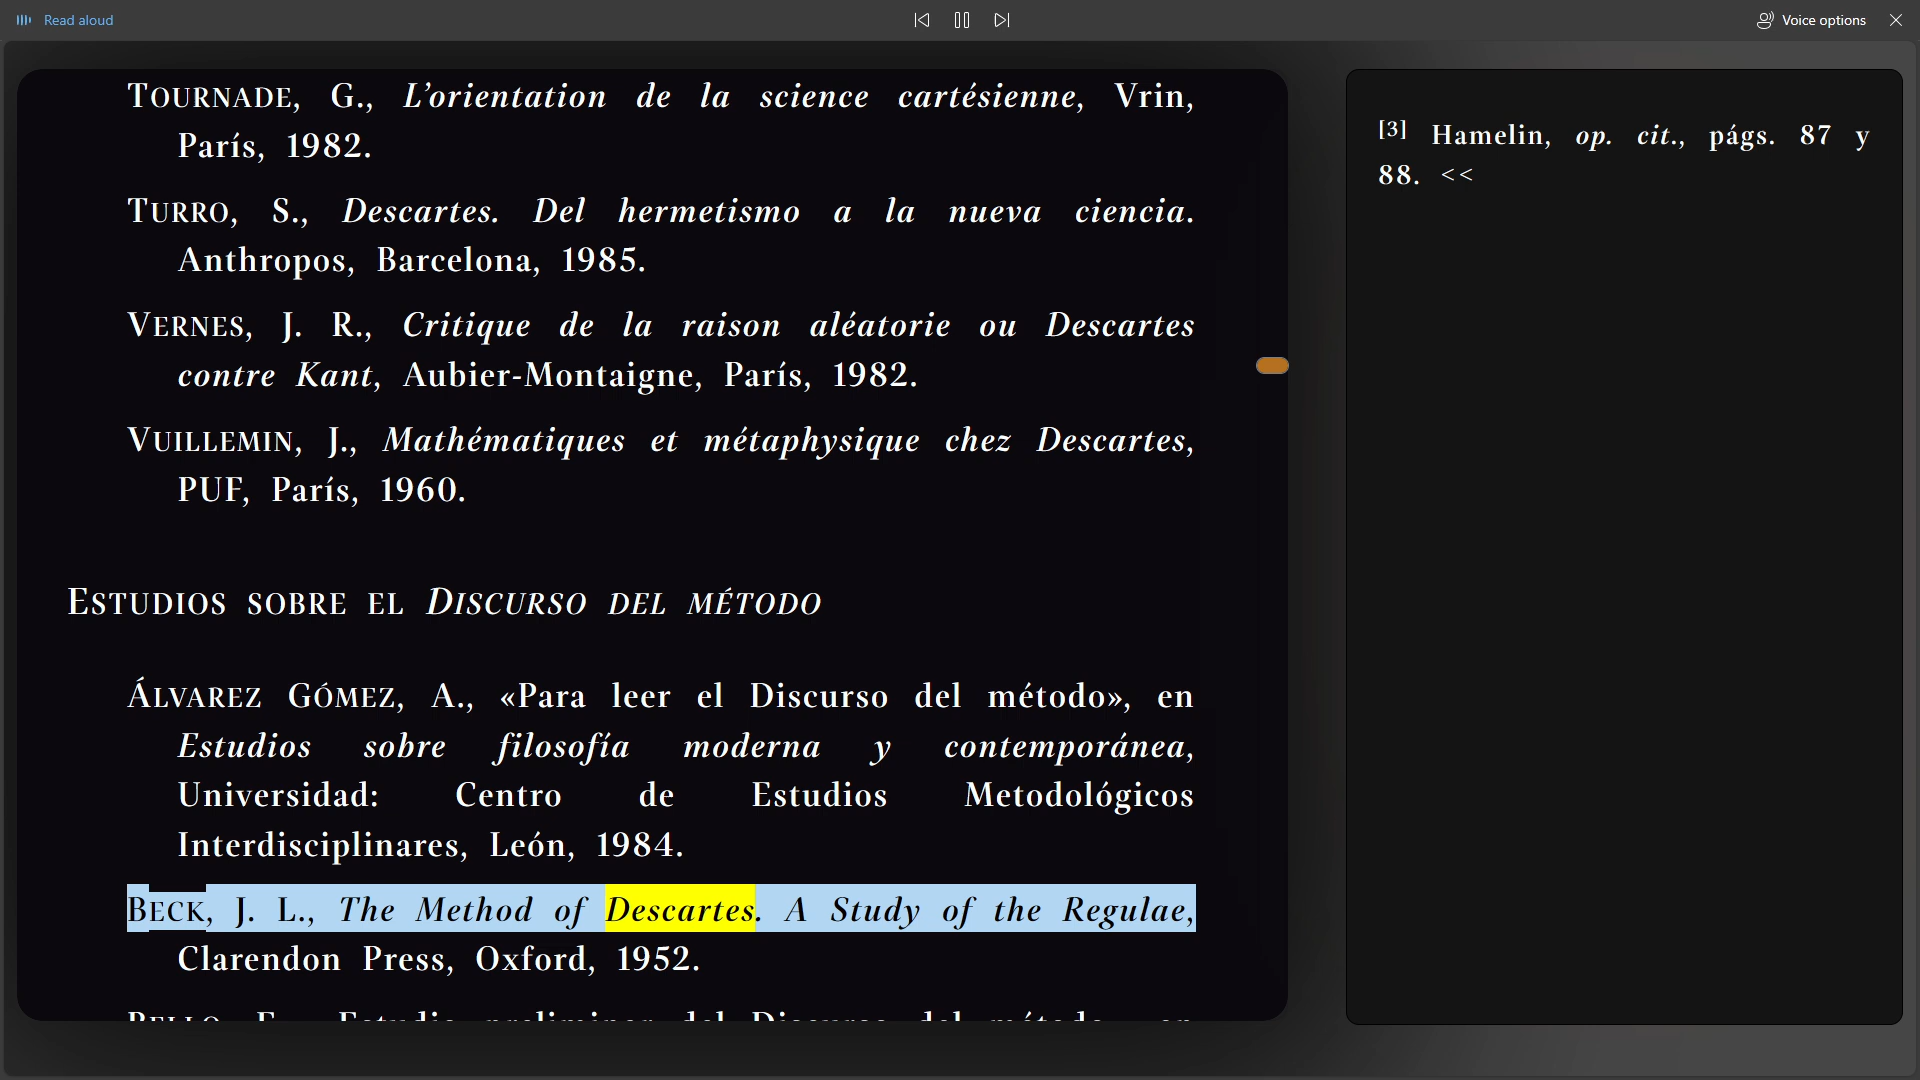 Read aloud
Voice options
TOURNADE, G., L’orientation de la science cartésienne, Vrin,
París, 1982.
TURRO, S., Descartes. Del hermetismo a la nueva ciencia.
Anthropos, Barcelona, 1985.
VERNES, J. R., Critique de la raison aléatorie ou Descartes
contre Kant, Aubier-Montaigne, París, 1982.
VUILLEMIN, J., Mathématiques et métaphysique chez Descartes,
PUF, París, 1960.
ESTUDIOS SOBRE EL DISCURSO DEL MÉTODO
ÁLVAREZ GÓMEZ, A., «Para leer el Discurso del método», en
Estudios sobre filosofía moderna y contemporánea,
Universidad: Centro de Estudios Metodológicos
Interdisciplinares, León, 1984.
BECK, J. L., The Method of Descartes. A Study of the Regulae,
Clarendon Press, Oxford, 1952.
[3] Hamelin, op. cit., págs. 87 y
88. <<